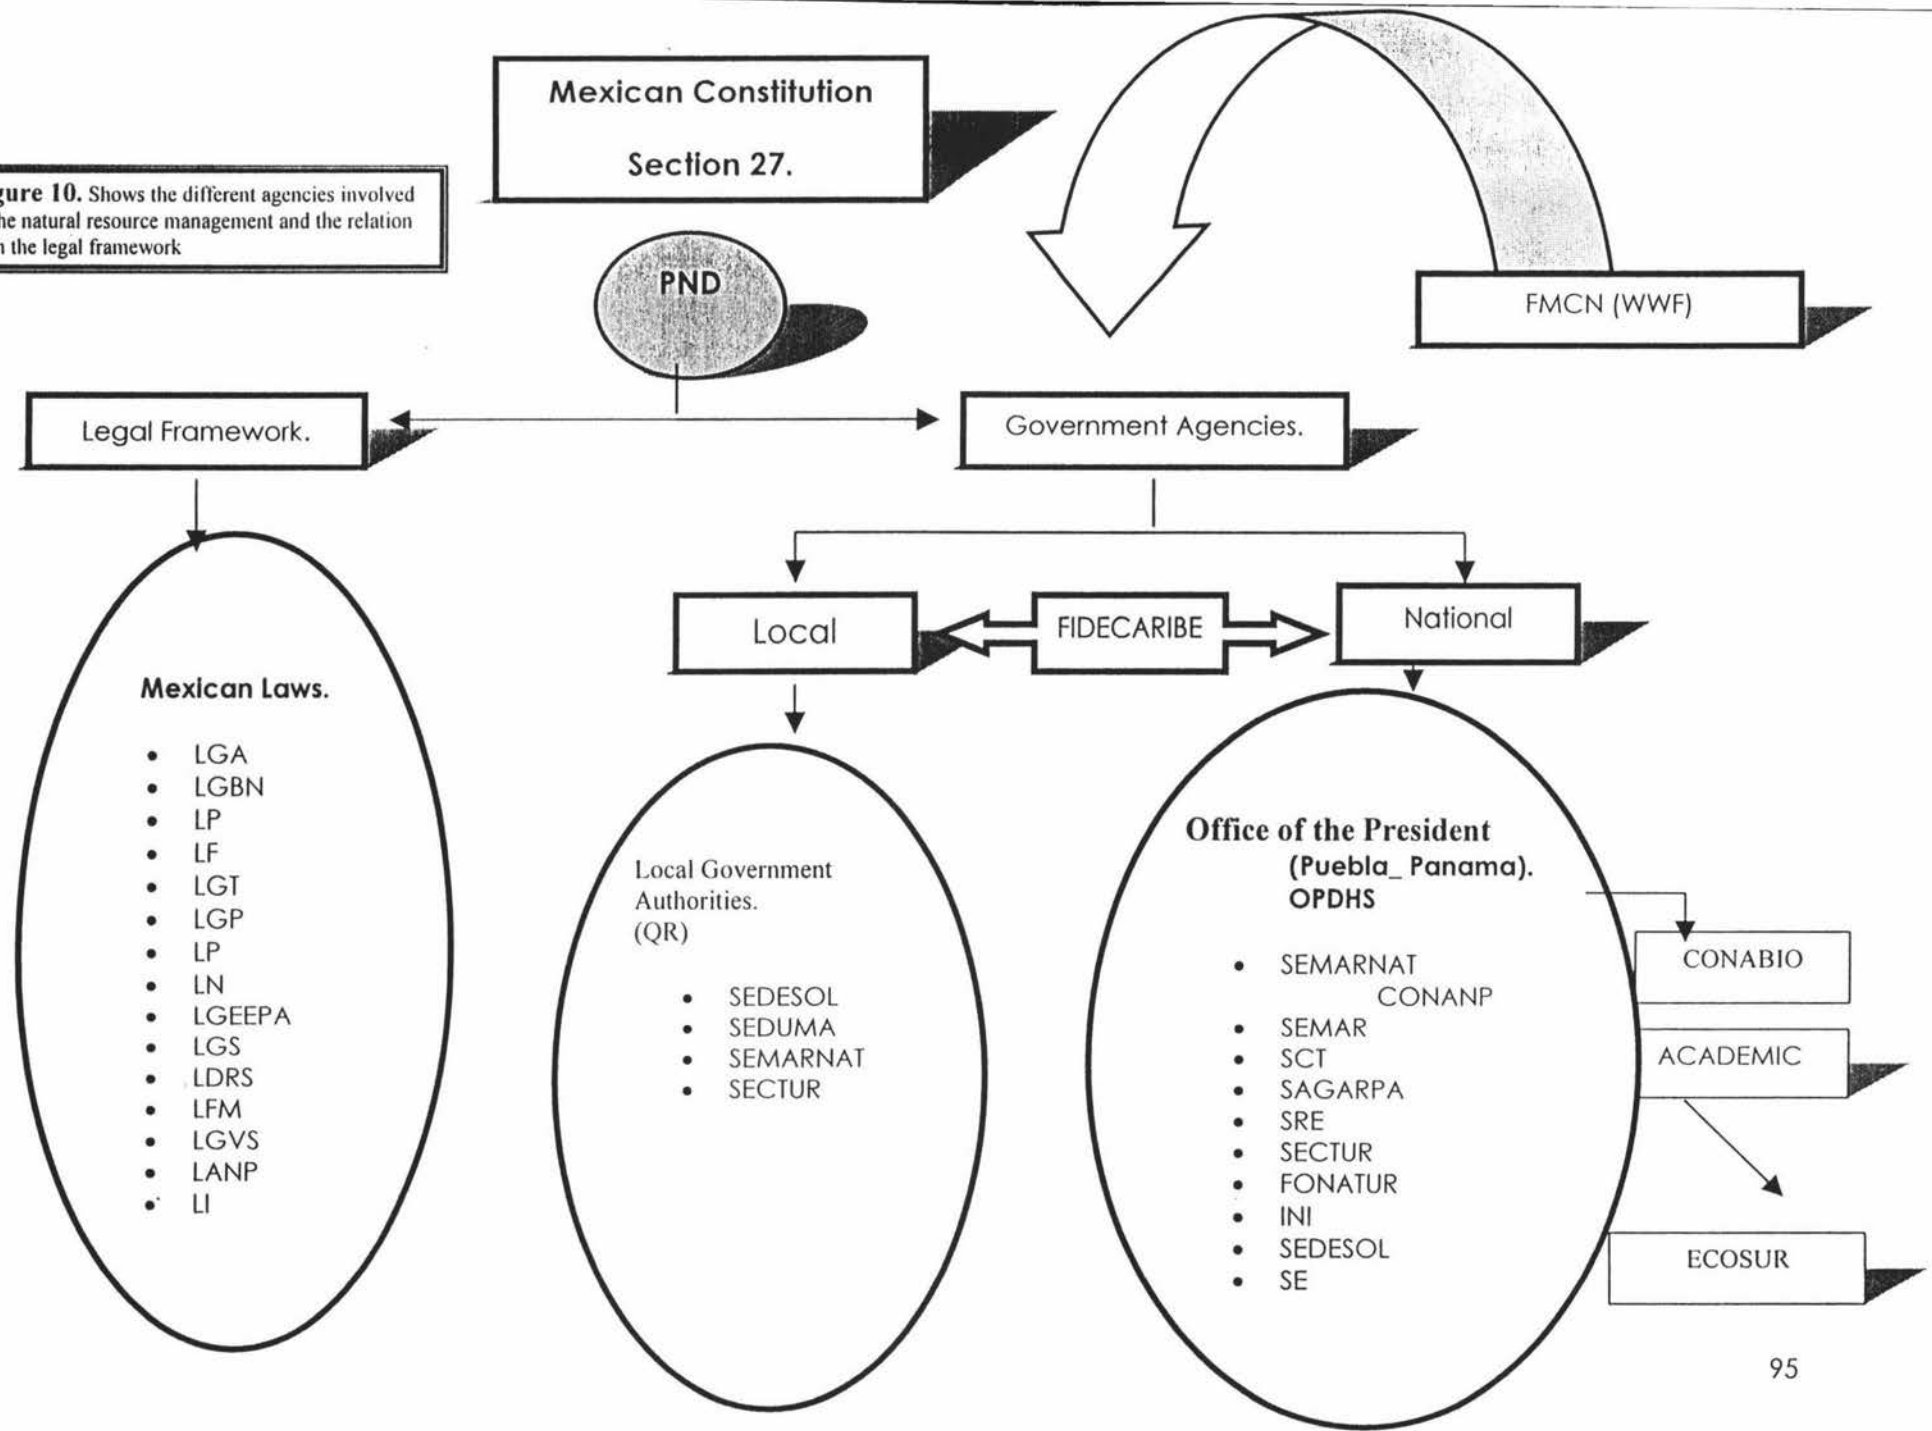 Mexican Constitution
Section 27.
gure 10. Shows the different agencies involved
he natural resource management and the relation
the legal framework
PND
FMCN (WWF)
Legal Framework.
Government Agencies.
Local
FIDECARIBE
National
Mexican Laws.
• LGA
• LGBN
• LP
• LF
• LGT
• LGP
• LP
• LN
• LGEEPA
• LGS
• LDRS
• LFM
• LGVS
• LANP
• LI
Local Government
Authorities.
(QR)
• SEDESOL
• SEDUMA
• SEMARNAT
• SECTUR
Office of the President
(Puebla_ Panama).
OPDHS
• SEMARNAT
CONANP
• SEMAR
• SCT
• SAGARPA
• SRE
• SECTUR
• FONATUR
• INI
• SEDESOL
• SE
CONABIO
ACADEMIC
ECOSUR
95